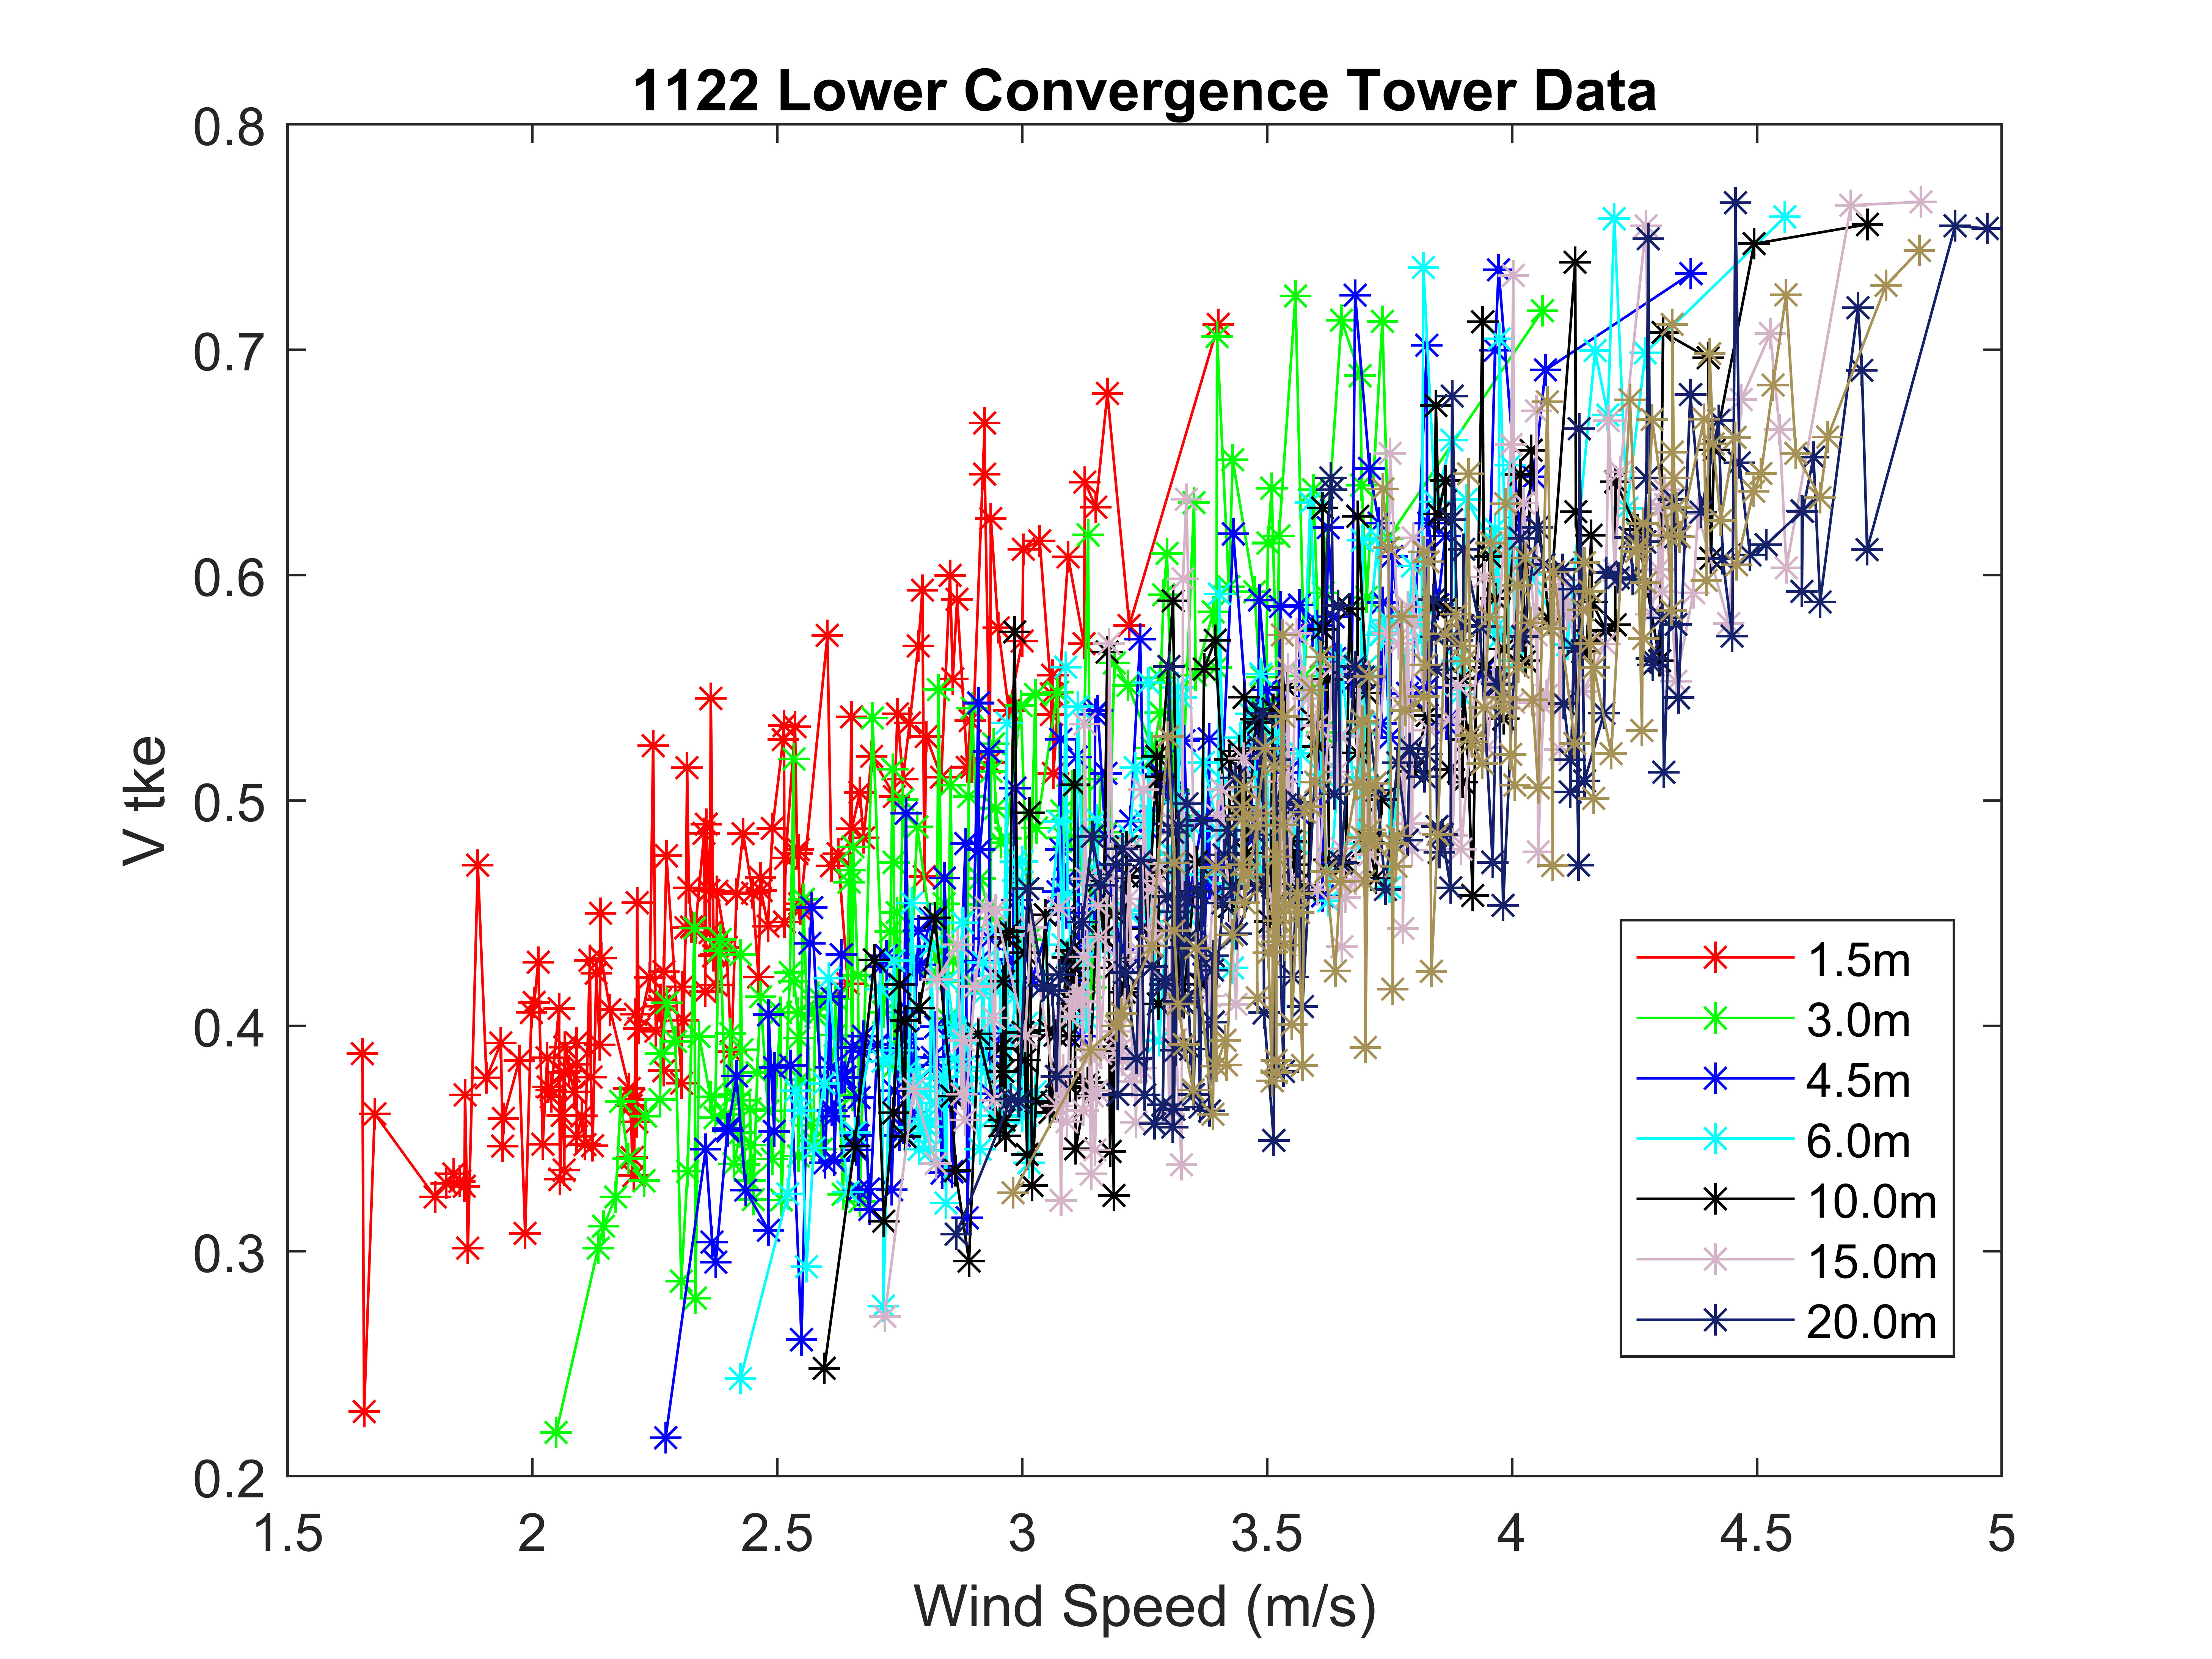 1122 Lower Convergence Tower Data
0.8
0.7
0.6
0.5
0.4
0.3
0.2
V tke
1.5m
3.0m
4.5m
6.0m
10.0m
15.0m
20.0m
1.5 2 2.5 3 3.5 4 4.5 5
Wind Speed (m/s)